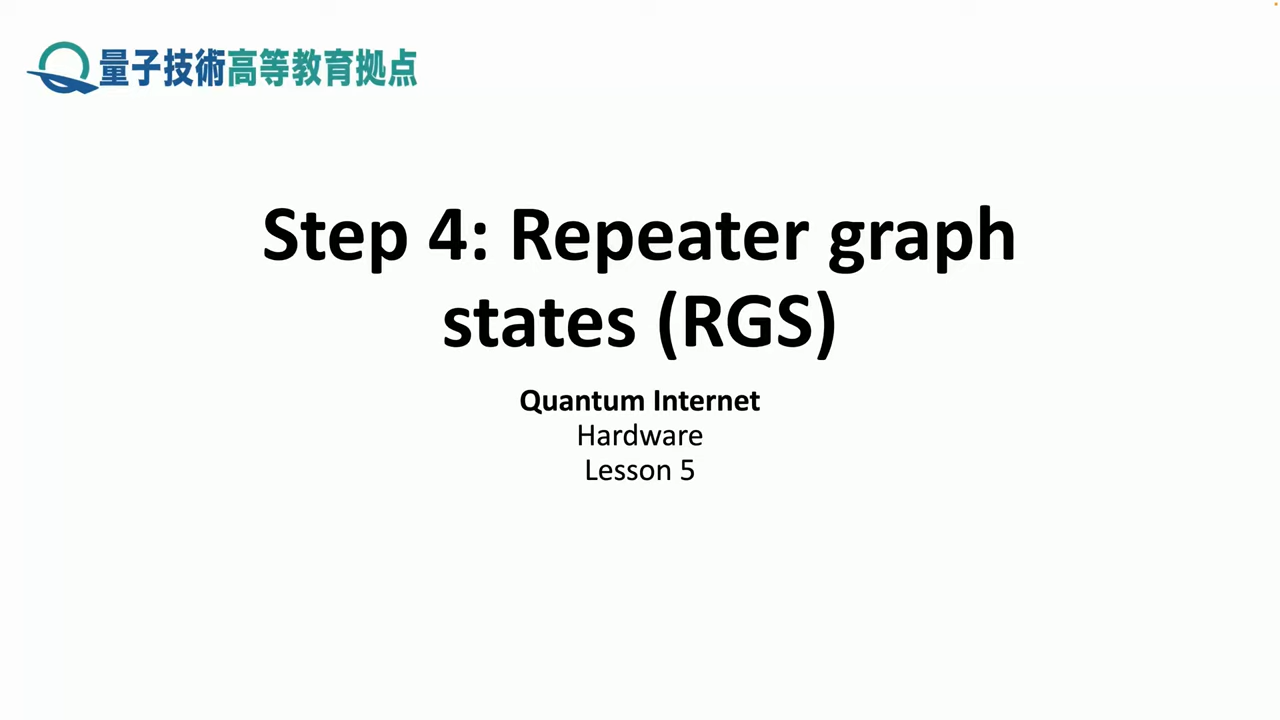 量子技術高等教育拠点
Step 4: Repeater graph
states (RGS)
Quantum Internet
Hardware
Lesson 5